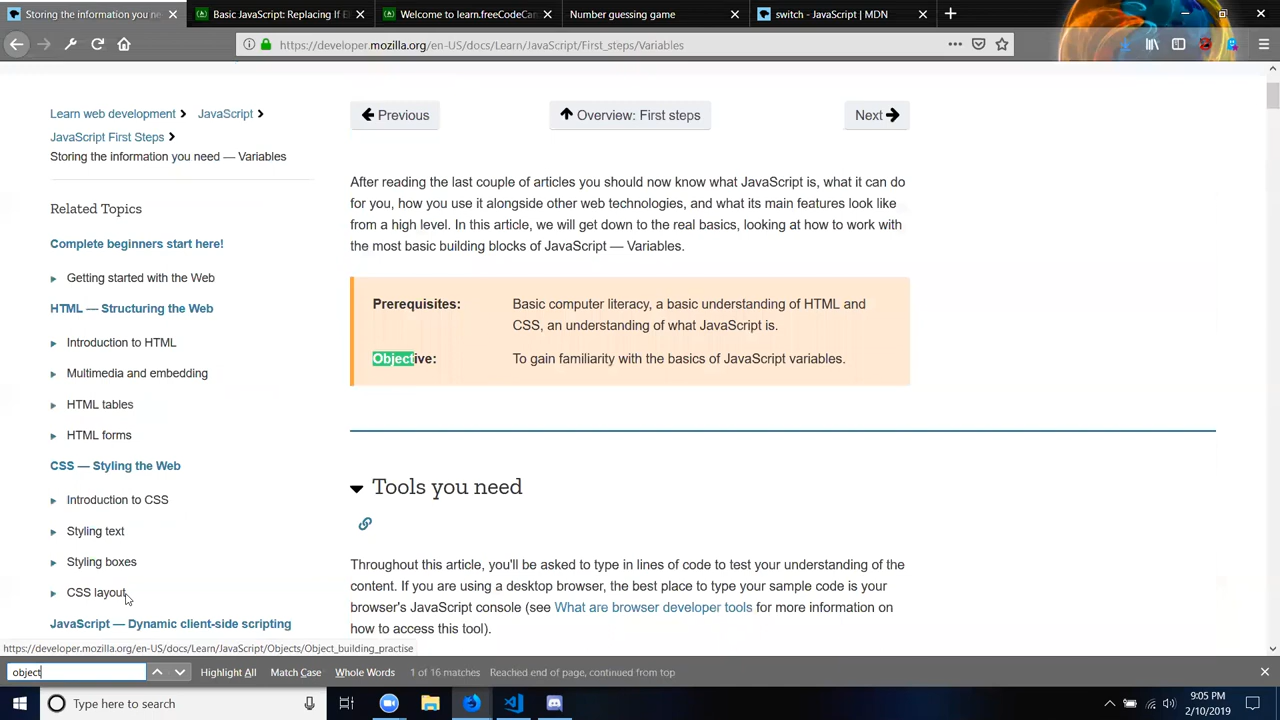 Storing the information you ne
Basic JavaScript: Replacing If E
Welcome to learn.freeCodeCan
Number guessing game
switch - JavaScript | MDN
https://developer.mozilla.org/en-US/docs/Learn/JavaScript/First_steps/Variables
Learn web development
JavaScript
JavaScript First Steps
Storing the information you need — Variables
Related Topics
Complete beginners start here!
Getting started with the Web
HTML — Structuring the Web
Introduction to HTML
Multimedia and embedding
HTML tables
HTML forms
CSS — Styling the Web
Introduction to CSS
Styling text
Styling boxes
CSS layout
JavaScript — Dynamic client-side scripting
Previous
Overview: First steps
Next
After reading the last couple of articles you should now know what JavaScript is, what it can do
for you, how you use it alongside other web technologies, and what its main features look like
from a high level. In this article, we will get down to the real basics, looking at how to work with
the most basic building blocks of JavaScript — Variables.
Prerequisites:
Basic computer literacy, a basic understanding of HTML and
CSS, an understanding of what JavaScript is.
Objective:
To gain familiarity with the basics of JavaScript variables.
Tools you need
Throughout this article, you'll be asked to type in lines of code to test your understanding of the
content. If you are using a desktop browser, the best place to type your sample code is your
browser's JavaScript console (see What are browser developer tools for more information on
how to access this tool).
https://developer.mozilla.org/en-US/docs/Learn/JavaScript/Objects/Object_building_practise
object
Highlight All
Match Case
Whole Words
1 of 16 matches
Reached end of page, continued from top
Type here to search
9:05 PM
2/10/2019